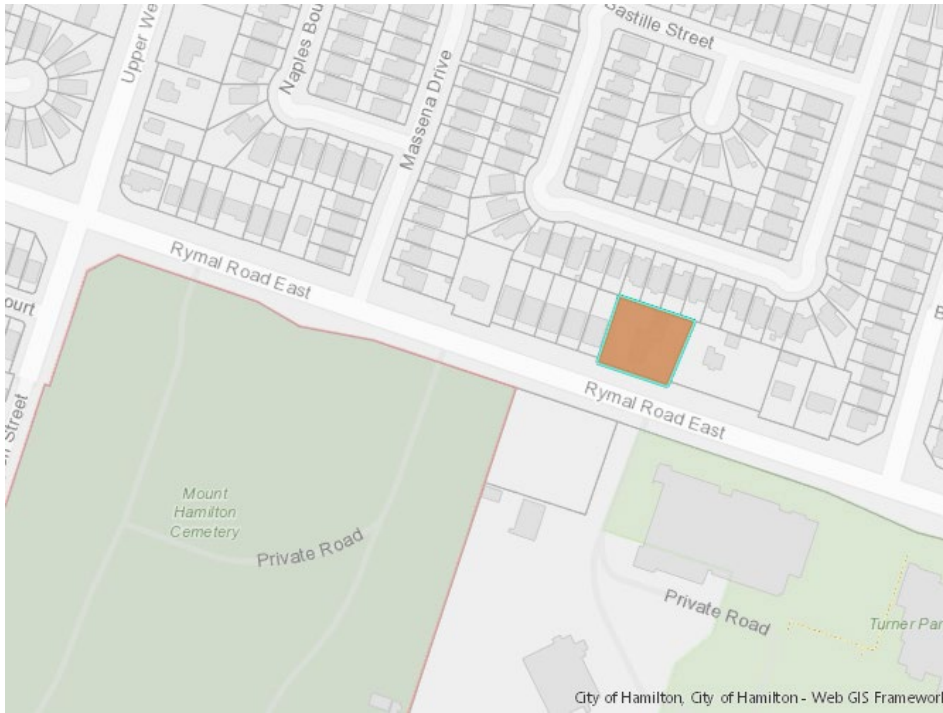 Bastille Street
Upper We
Naples Bou
Massena Drive
Rymal Road East
ourt
Street
Rymal Road East
Mount
Hamilton
Cemetery
Private Road
Private Road
Turner Par
City of Hamilton, City of Hamilton - Web GIS Framework